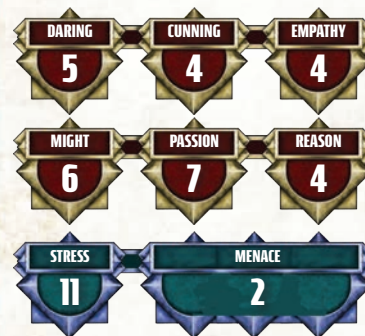 DARING CUNNING EMPATHY
5 4 4
MIGHT PASSION REASON
6 7 4
STRESS MENACE
11 2